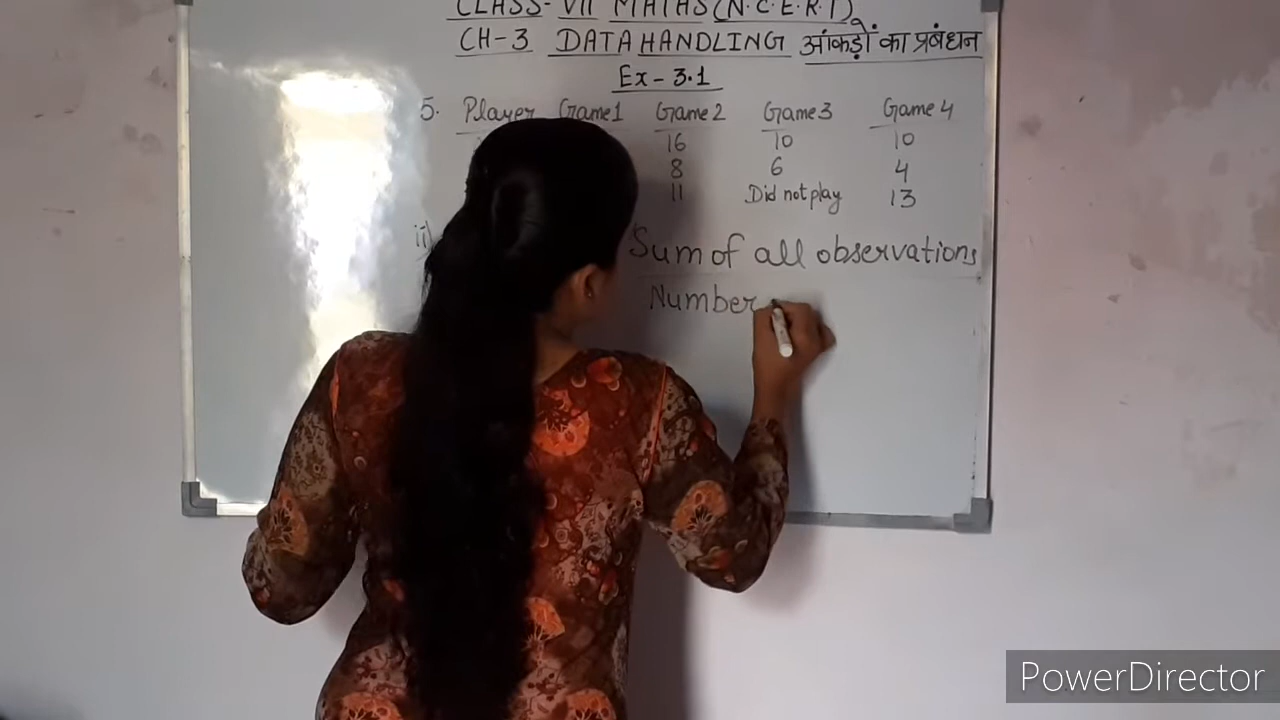 CLASS- VII MATHS (N.C.E.R.T)
CH-3 DATA HANDLING आंकड़ों का प्रबंधन
Ex- 3.1
5. Player Game 1 Game 2 Game 3 Game 4
16 10 10
8 6 4
11 Did not play 13
ii) Sum of all observations
Number
PowerDirector